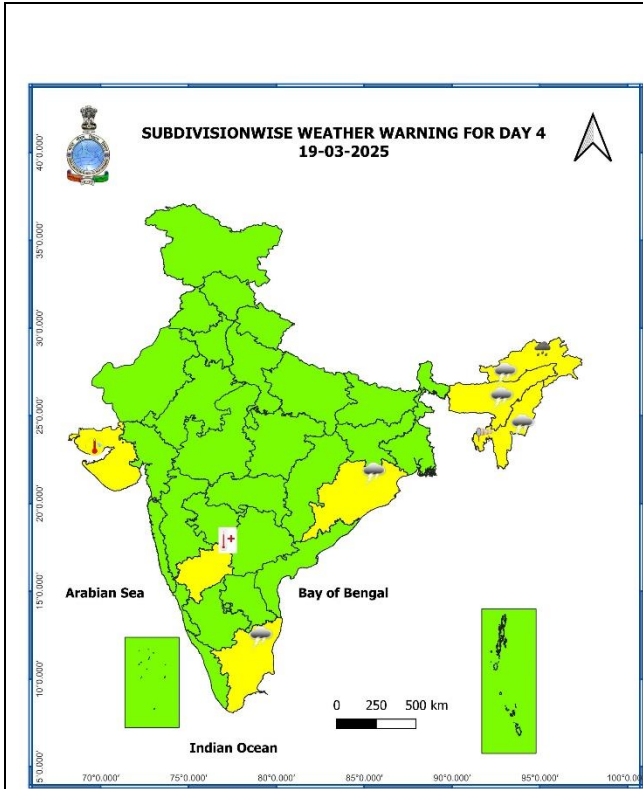 SUBDIVISIONWISE WEATHER WARNING FOR DAY 4
19-03-2025
40°0.000'
35°0.000'
30°0.000'
25°0.000'
20°0.000'
15°0.000'
10°0.000'
5°0.000'
Arabian Sea
Bay of Bengal
0 250 500 km
Indian Ocean
70°0.000' 75°0.000' 80°0.000' 85°0.000' 90°0.000' 95°0.000' 100°0.00